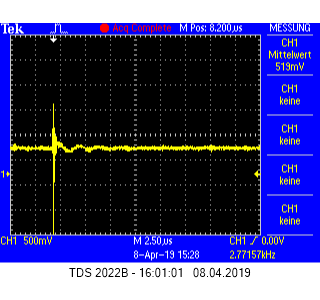 Tek Acq Complete M Pos: 8.200µs MESSUNG
CH1
Mittelwert
519mV
CH1
keine
CH1
keine
CH1
keine
CH1
keine
1
CH1 500mV M 2.50µs CH1 / 0.00V
8-Apr-19 15:28 2.77157kHz
TDS 2022B - 16:01:01 08.04.2019